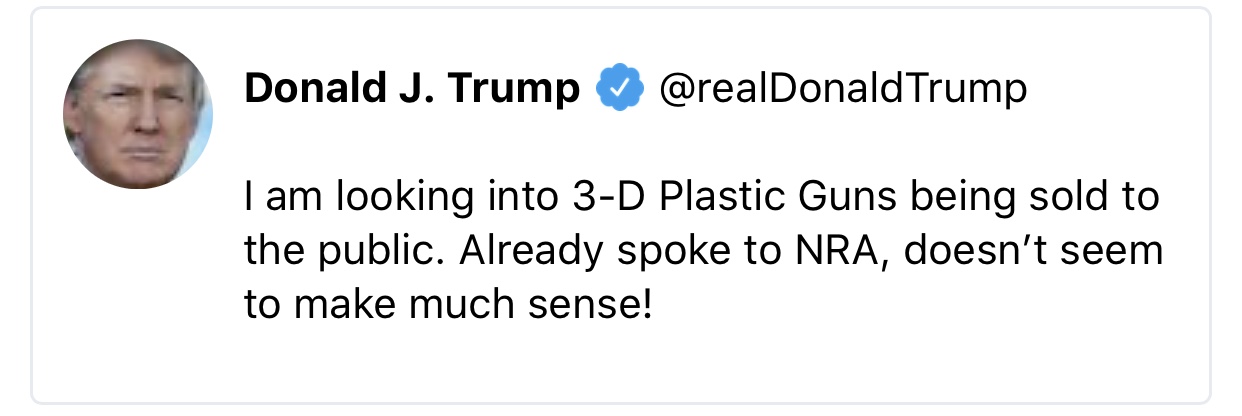 Donald J. Trump @realDonaldTrump
I am looking into 3-D Plastic Guns being sold to
the public. Already spoke to NRA, doesn’t seem
to make much sense!